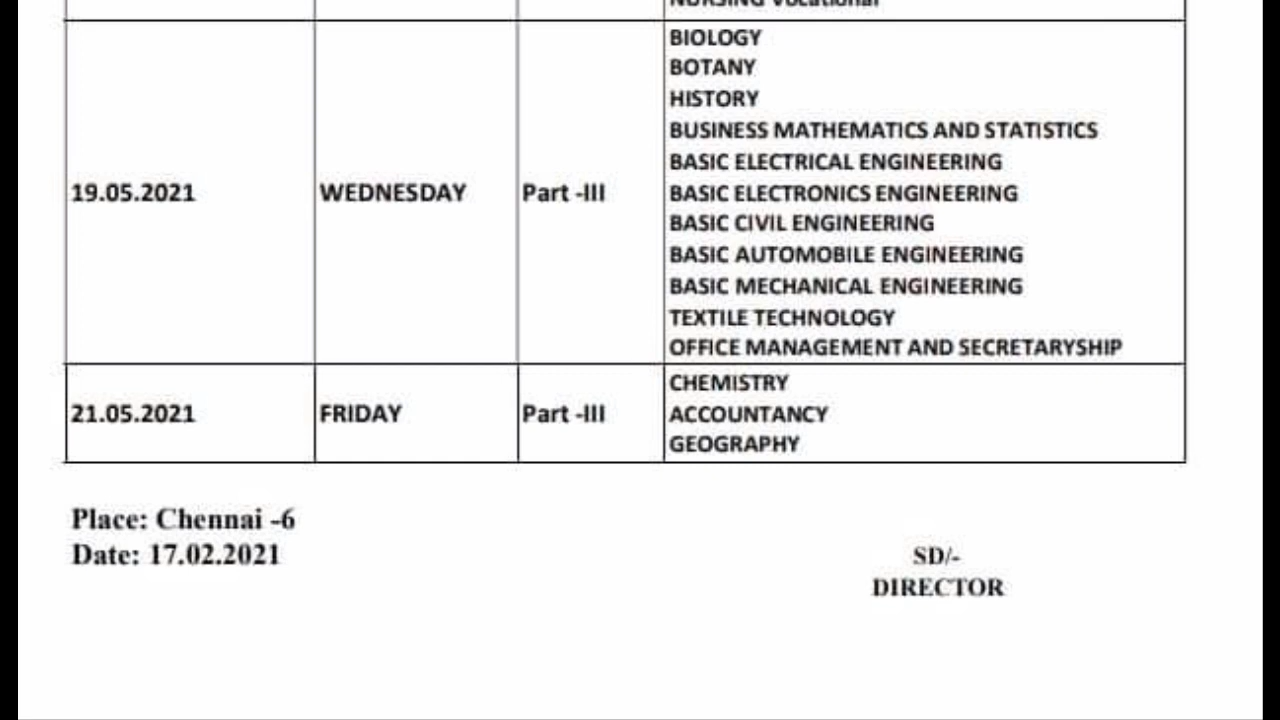 NURSING Vocational
BIOLOGY
BOTANY
HISTORY
BUSINESS MATHEMATICS AND STATISTICS
BASIC ELECTRICAL ENGINEERING
19.05.2021 WEDNESDAY Part -III BASIC ELECTRONICS ENGINEERING
BASIC CIVIL ENGINEERING
BASIC AUTOMOBILE ENGINEERING
BASIC MECHANICAL ENGINEERING
TEXTILE TECHNOLOGY
OFFICE MANAGEMENT AND SECRETARYSHIP
CHEMISTRY
21.05.2021 FRIDAY Part -III ACCOUNTANCY
GEOGRAPHY
Place: Chennai -6
Date: 17.02.2021
SD/-
DIRECTOR